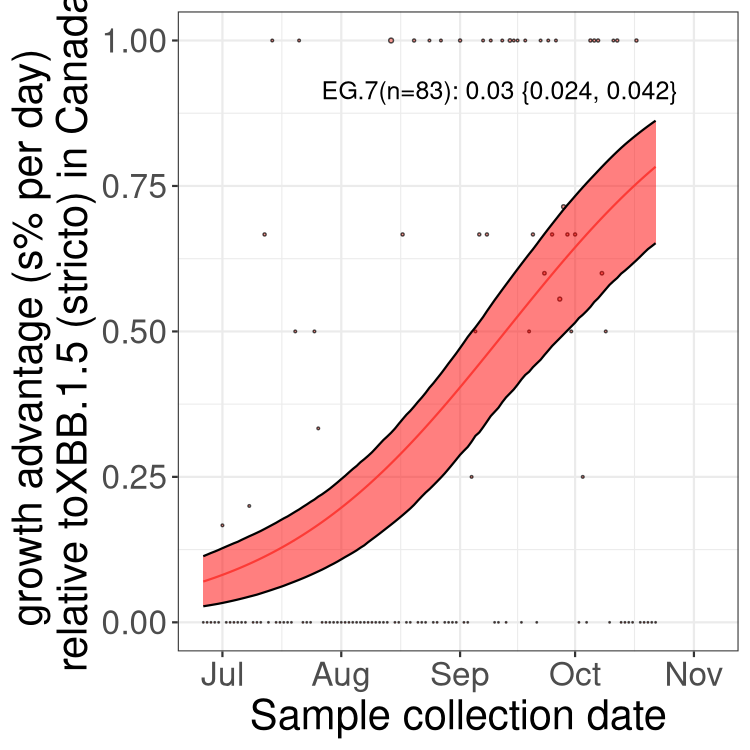 growth advantage (s% per day)
relative toXBB.1.5 (stricto) in Canada
1.00
0.75
0.50
0.25
0.00
EG.7(n=83): 0.03 {0.024, 0.042}
Jul Aug Sep Oct Nov
Sample collection date